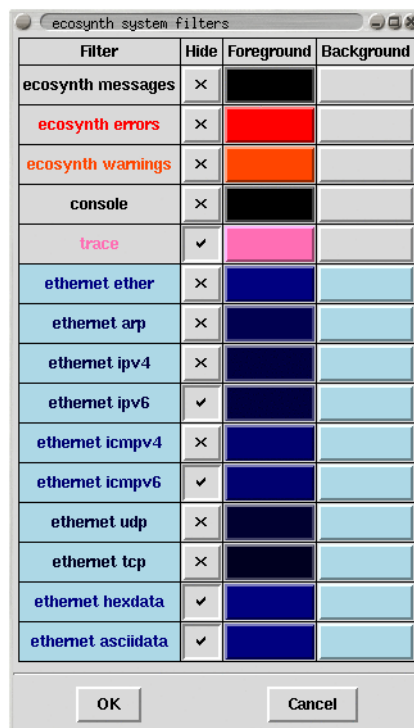 ecosynth system filters
Filter Hide Foreground Background
ecosynth messages
ecosynth errors
ecosynth warnings
console
trace
ethernet ether
ethernet arp
ethernet ipv4
ethernet ipv6
ethernet icmpv4
ethernet icmpv6
ethernet udp
ethernet tcp
ethernet hexdata
ethernet asciidata
OK Cancel